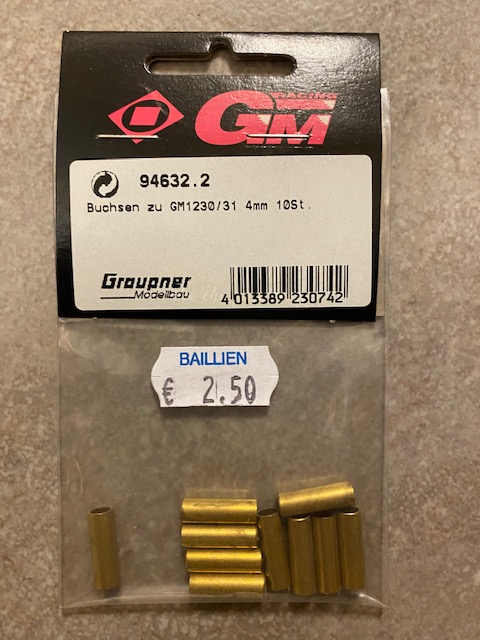 RACING
GM
94632.2
Buchsen zu GM1230/31 4mm 10St.
Graupner
Modellbau
4 013389 230742
BAILLIEN
€ 2.50